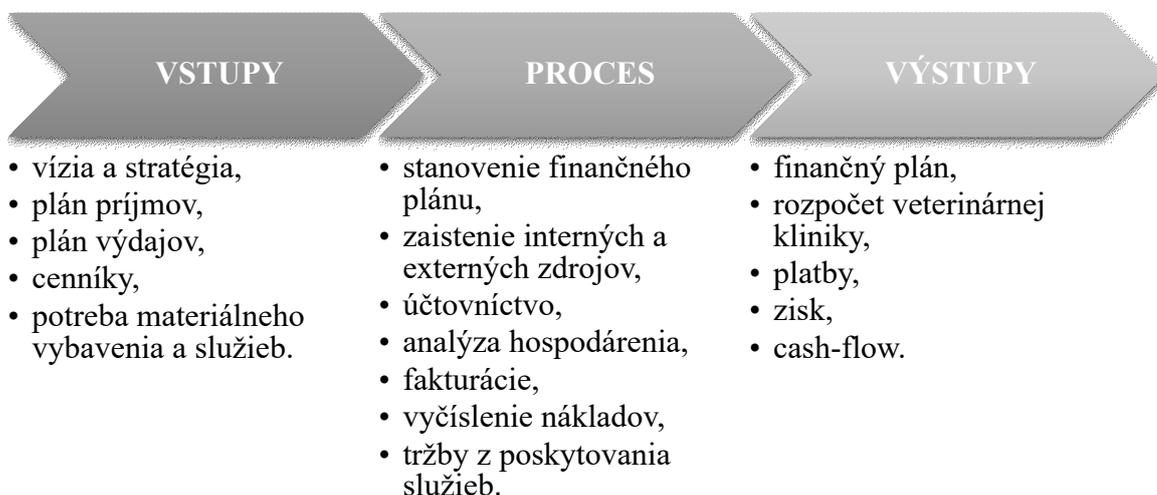 VSTUPY
• vízia a stratégia,
• plán príjmov,
• plán výdajov,
• cenníky,
• potreba materiálneho
vybavenia a služieb.
PROCES
• stanovenie finančného
plánu,
• zaistenie interných a
externých zdrojov,
• účtovníctvo,
• analýza hospodárenia,
• fakturácie,
• vyčíslenie nákladov,
• tržby z poskytovania
služieb.
VÝSTUPY
• finančný plán,
• rozpočet veterinárnej
kliniky,
• platby,
• zisk,
• cash-flow.